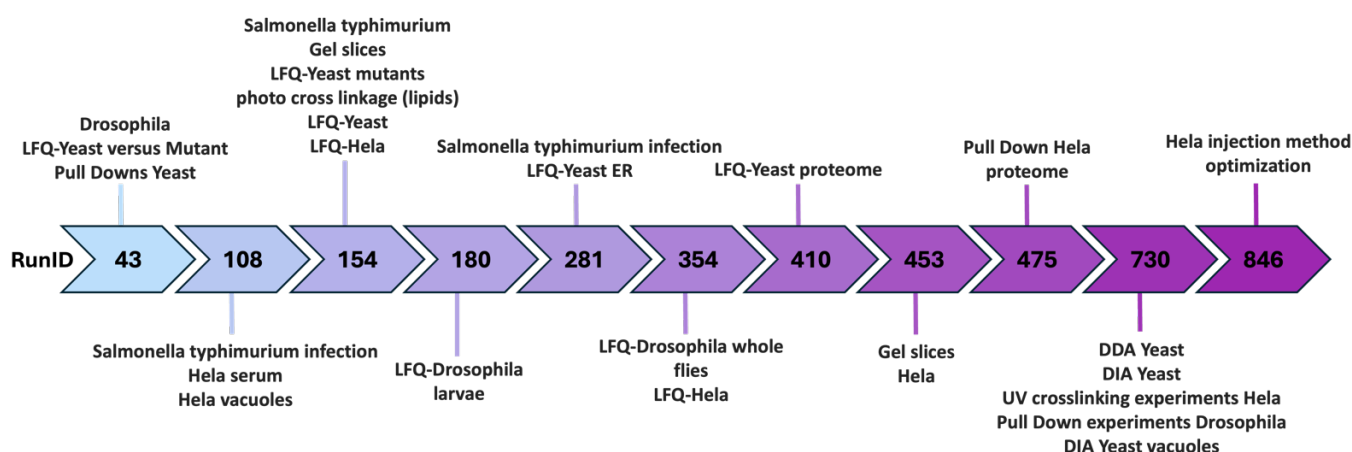 Salmonella typhimurium
Gel slices
LFQ-Yeast mutants
photo cross linkage (lipids)
LFQ-Yeast
LFQ-Hela
Drosophila
LFQ-Yeast versus Mutant
Pull Downs Yeast
Salmonella typhimurium infection
LFQ-Yeast ER
LFQ-Yeast proteome
Pull Down Hela
proteome
Hela injection method
optimization
RunID 43 108 154 180 281 354 410 453 475 730 846
Salmonella typhimurium infection
Hela serum
Hela vacuoles
LFQ-Drosophila
larvae
LFQ-Drosophila whole
flies
LFQ-Hela
Gel slices
Hela
DDA Yeast
DIA Yeast
UV crosslinking experiments Hela
Pull Down experiments Drosophila
DIA Yeast vacuoles